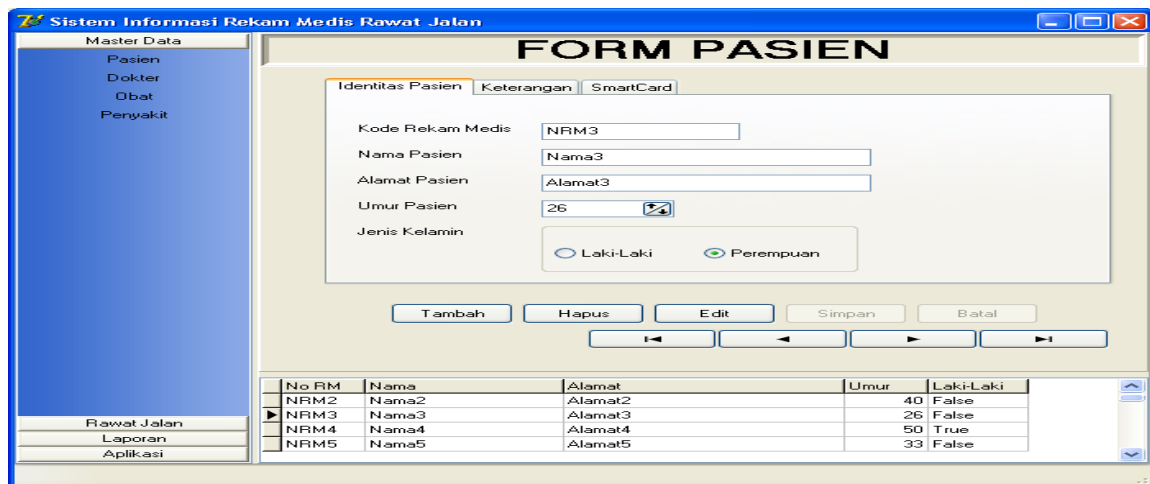 Sistem Informasi Rekam Medis Rawat Jalan
Master Data
Pasien
Dokter
Obat
Penyakit
Rawat Jalan
Laporan
Aplikasi
FORM PASIEN
Identitas Pasien Keterangan SmartCard
Kode Rekam Medis NRM3
Nama Pasien Nama3
Alamat Pasien Alamat3
Umur Pasien 26
Jenis Kelamin
Laki-Laki Perempuan
Tambah Hapus Edit Simpan Batal
No RM Nama Alamat Umur Laki-Laki
NRM2 Nama2 Alamat2 40 False
NRM3 Nama3 Alamat3 26 False
NRM4 Nama4 Alamat4 50 True
NRM5 Nama5 Alamat5 33 False